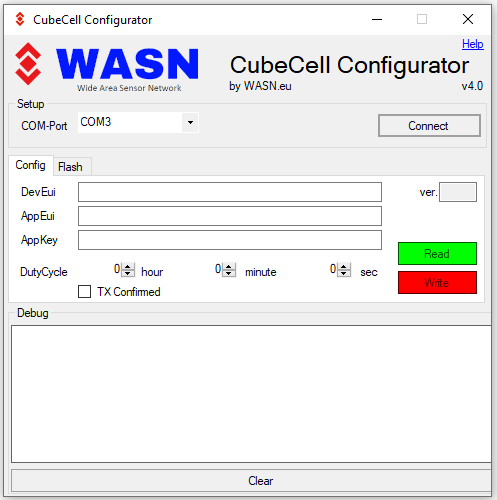 CubeCell Configurator
Help
WASN
Wide Area Sensor Network
CubeCell Configurator
by WASN.eu
v4.0
Setup
COM-Port
COM3
Connect
Config
Flash
DevEui
ver.
AppEui
AppKey
Read
DutyCycle
0
hour
0
minute
0
sec
Write
TX Confirmed
Debug
Clear